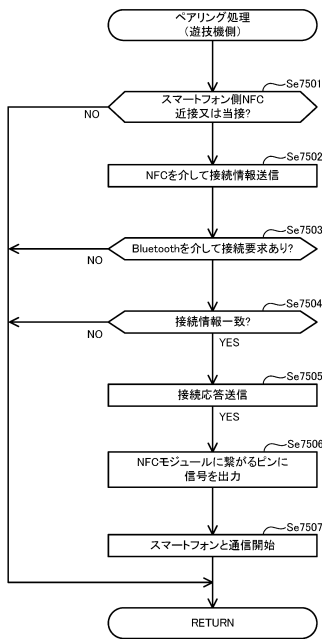 ペアリング処理
(遊技機側)
Se7501
スマートフォン側NFC
近接又は当接?
NO
Se7502
NFCを介して接続情報送信
Se7503
Bluetoothを介して接続要求あり?
NO
Se7504
接続情報一致?
NO
YES
Se7505
接続応答送信
YES
Se7506
NFCモジュールに繋がるピンに
信号を出力
Se7507
スマートフォンと通信開始
RETURN